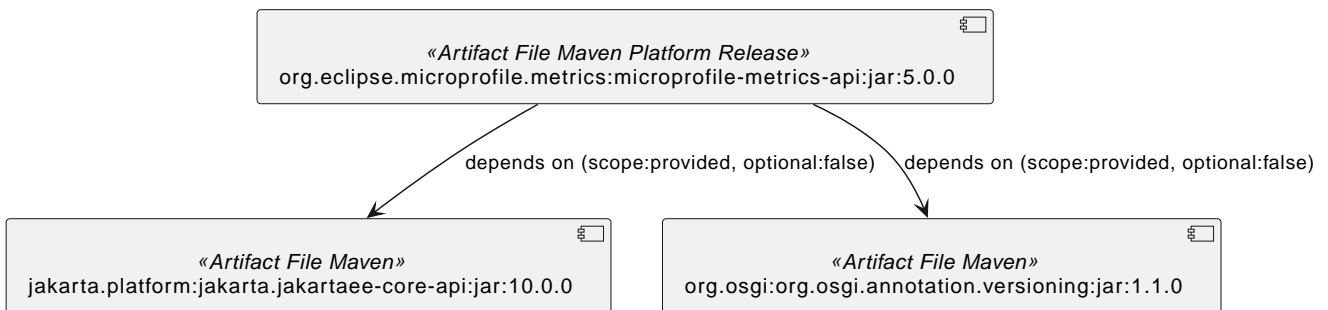 «Artifact File Maven Platform Release»
org.eclipse.microprofile.metrics:microprofile-metrics-api:jar:5.0.0
depends on (scope:provided, optional:false)
depends on (scope:provided, optional:false)
«Artifact File Maven»
jakarta.platform:jakarta.jakartaee-core-api:jar:10.0.0
«Artifact File Maven»
org.osgi:org.osgi.annotation.versioning:jar:1.1.0